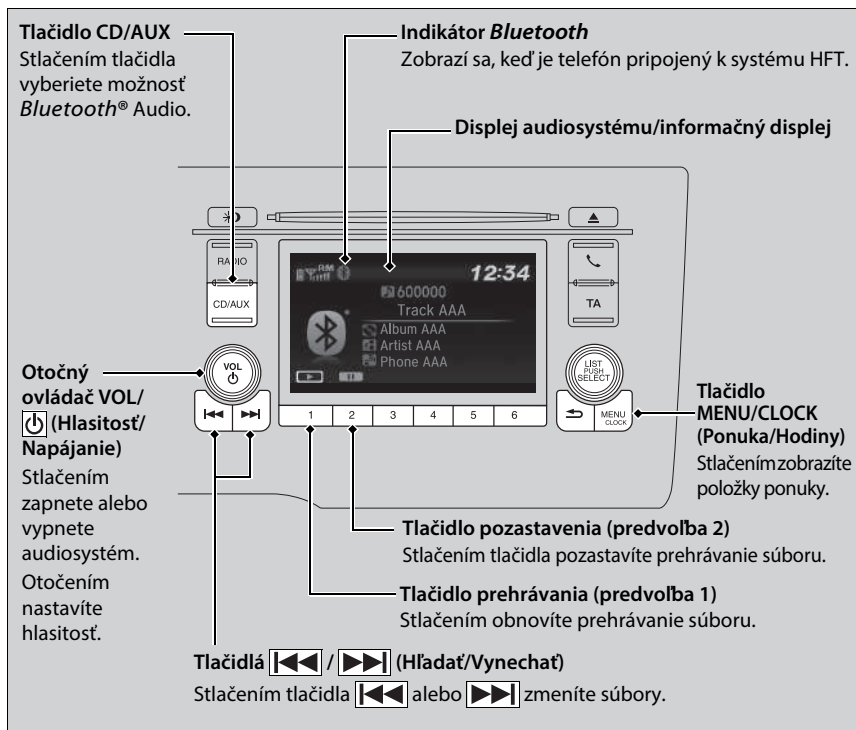 Tlačidlo CD/AUX
Stlačením tlačidla
vyberiete možnosť
Bluetooth® Audio.
Indikátor Bluetooth
Zobrazí sa, keď je telefón pripojený k systému HFT.
Displej audiosystému/informačný displej
RADIO
CD/AUX
12:34
600000
Track AAA
Album AAA
Artist AAA
Phone AAA
TA
VOL
LIST
PUSH
SELECT
1 2 3 4 5 6
MENU
CLOCK
Otočný
ovládač VOL/
(Hlasitosť/
Napájanie)
Stlačením
zapnete alebo
vypnete
audiosystém.
Otočením
nastavíte
hlasitosť.
Tlačidlo
MENU/CLOCK
(Ponuka/Hodiny)
Stlačením zobrazíte
položky ponuky.
Tlačidlo pozastavenia (predvoľba 2)
Stlačením tlačidla pozastavíte prehrávanie súboru.
Tlačidlo prehrávania (predvoľba 1)
Stlačením obnovíte prehrávanie súboru.
Tlačidlá / (Hľadať/Vynechať)
Stlačením tlačidla alebo zmeníte súbory.